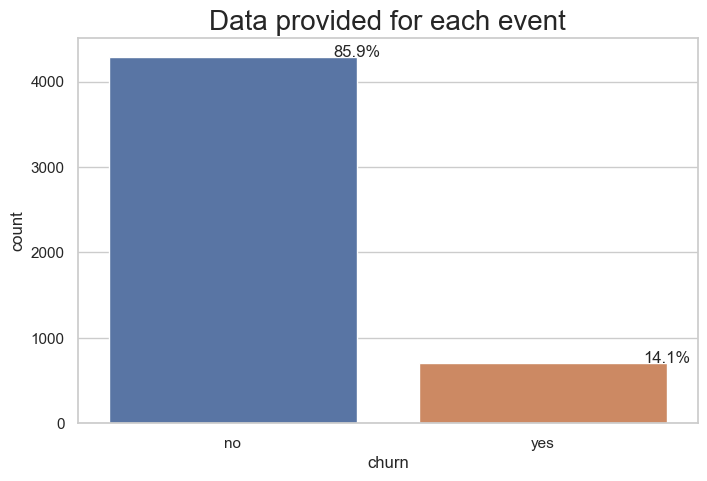 Data provided for each event
85.9%
4000
3000
2000
1000
0
count
14.1%
no
yes
churn